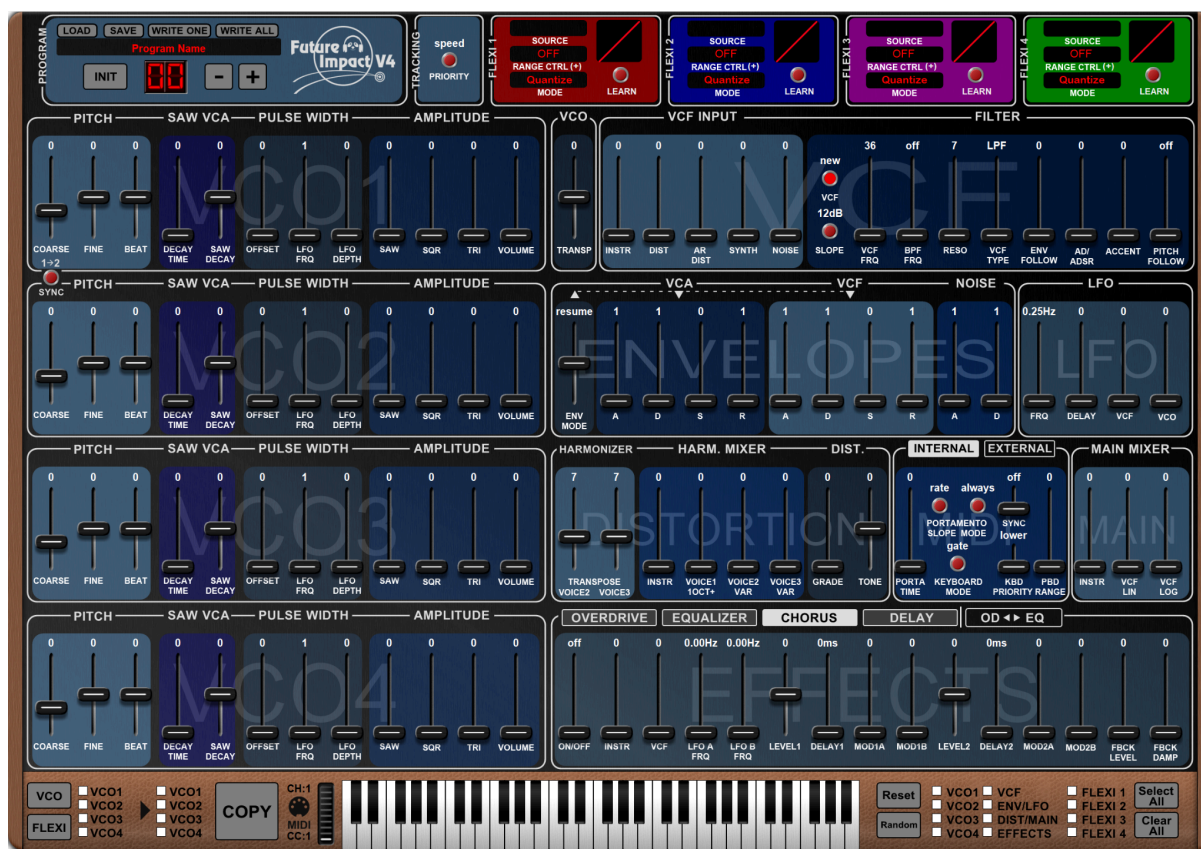 PROGRAM
LOAD SAVE WRITE ONE WRITE ALL
Program Name
INIT 00 - +
Future Impact V4
TRACKING
speed
PRIORITY
FLEXI 1
SOURCE
OFF
RANGE CTRL (+)
Quantize
MODE
LEARN
FLEXI 2
SOURCE
OFF
RANGE CTRL (+)
Quantize
MODE
LEARN
FLEXI 3
SOURCE
OFF
RANGE CTRL (+)
Quantize
MODE
LEARN
FLEXI 4
SOURCE
OFF
RANGE CTRL (+)
Quantize
MODE
LEARN
PITCH SAW VCA PULSE WIDTH AMPLITUDE
0 0 0 0 0 0 1 0 0 0 0 0
VCO1
COARSE FINE BEAT DECAY TIME SAW DECAY OFFSET LFO FRQ LFO DEPTH SAW SQR TRI VOLUME
VCO
0
TRANSP
VCF INPUT FILTER
0 0 0 0 0
VCF
INSTR DIST AR DIST SYNTH NOISE
new
VCF
12dB
SLOPE
36 off 7 LPF 0 0 0 off
VCF FRQ BPF FRQ RESO VCF TYPE ENV FOLLOW AD/ ADSR ACCENT PITCH FOLLOW
1→2
SYNC
PITCH SAW VCA PULSE WIDTH AMPLITUDE
0 0 0 0 0 0 1 0 0 0 0 0
VCO2
COARSE FINE BEAT DECAY TIME SAW DECAY OFFSET LFO FRQ LFO DEPTH SAW SQR TRI VOLUME
VCA VCF NOISE
resume 1 1 0 1 1 1 0 1 1 1
ENVELOPES
ENV MODE A D S R A D S R A D
LFO
0.25Hz 0 0 0
LFO
FRQ DELAY VCF VCO
PITCH SAW VCA PULSE WIDTH AMPLITUDE
0 0 0 0 0 0 1 0 0 0 0 0
VCO3
COARSE FINE BEAT DECAY TIME SAW DECAY OFFSET LFO FRQ LFO DEPTH SAW SQR TRI VOLUME
HARMONIZER HARM. MIXER DIST.
7 7 0 0 0 0 0 0
DISTORTION
TRANSPOSE
VOICE2 VOICE3
INSTR VOICE1 1OCT+ VOICE2 VAR VOICE3 VAR GRADE TONE
INTERNAL EXTERNAL
0 off 0
rate always
PORTAMENTO
SLOPE MODE
SYNC
lower
gate
MIDI
PORTA TIME KEYBOARD MODE KBD PRIORITY PBD RANGE
MAIN MIXER
0 0 0
MAIN
INSTR VCF LIN VCF LOG
PITCH SAW VCA PULSE WIDTH AMPLITUDE
0 0 0 0 0 0 1 0 0 0 0 0
VCO4
COARSE FINE BEAT DECAY TIME SAW DECAY OFFSET LFO FRQ LFO DEPTH SAW SQR TRI VOLUME
OVERDRIVE EQUALIZER CHORUS DELAY OD ◄► EQ
off 0 0 0.00Hz 0.00Hz 0 0ms 0 0 0 0ms 0 0 0 0
EFFECTS
ON/OFF INSTR VCF LFO A FRQ LFO B FRQ LEVEL1 DELAY1 MOD1A MOD1B LEVEL2 DELAY2 MOD2A MOD2B FBCK LEVEL FBCK DAMP
VCO
FLEXI
VCO1
VCO2
VCO3
VCO4
VCO1
VCO2
VCO3
VCO4
COPY
CH:1
MIDI
CC:1
Reset
Random
VCO1 VCF FLEXI 1
VCO2 ENV/LFO FLEXI 2
VCO3 DIST/MAIN FLEXI 3
VCO4 EFFECTS FLEXI 4
Select All
Clear All